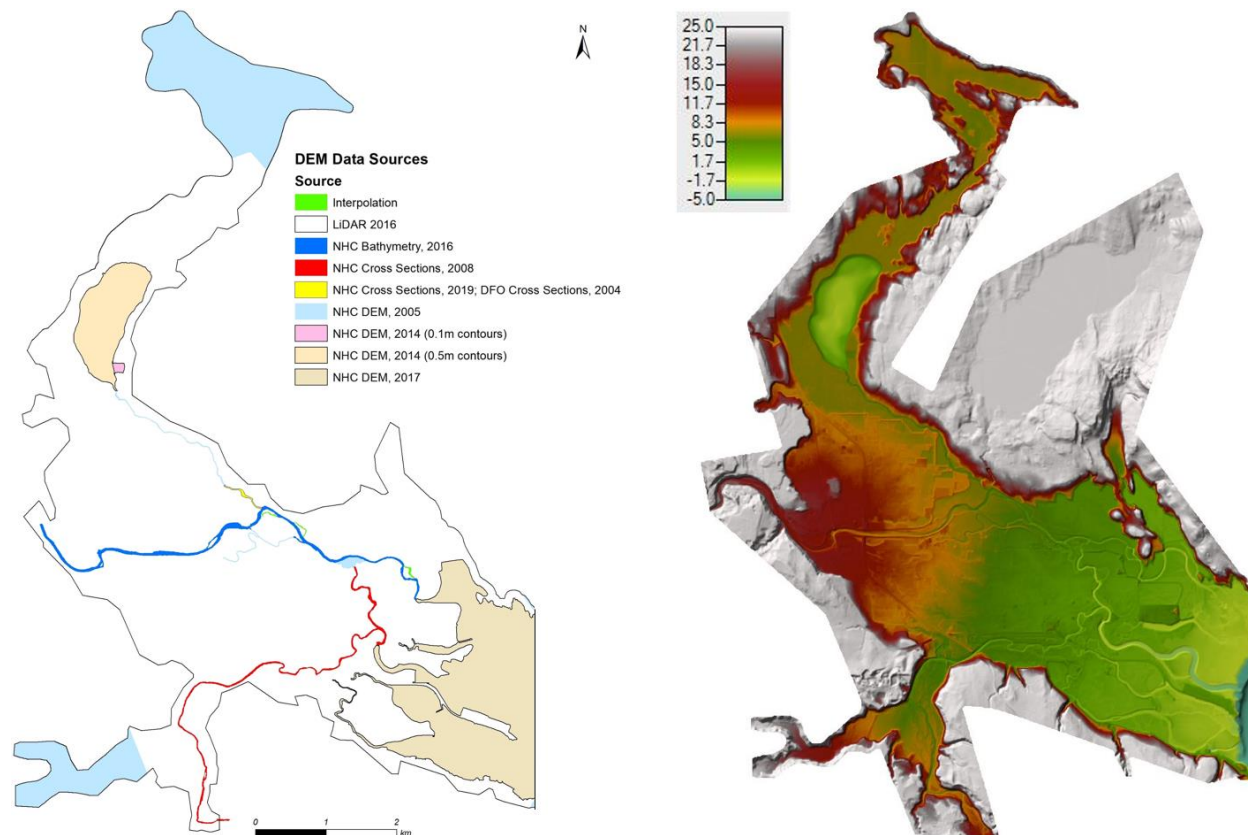 N
DEM Data Sources
Source
Interpolation
LiDAR 2016
NHC Bathymetry, 2016
NHC Cross Sections, 2008
NHC Cross Sections, 2019; DFO Cross Sections, 2004
NHC DEM, 2005
NHC DEM, 2014 (0.1m contours)
NHC DEM, 2014 (0.5m contours)
NHC DEM, 2017
0 1 2
km
25.0
21.7
18.3
15.0
11.7
8.3
5.0
1.7
-1.7
-5.0